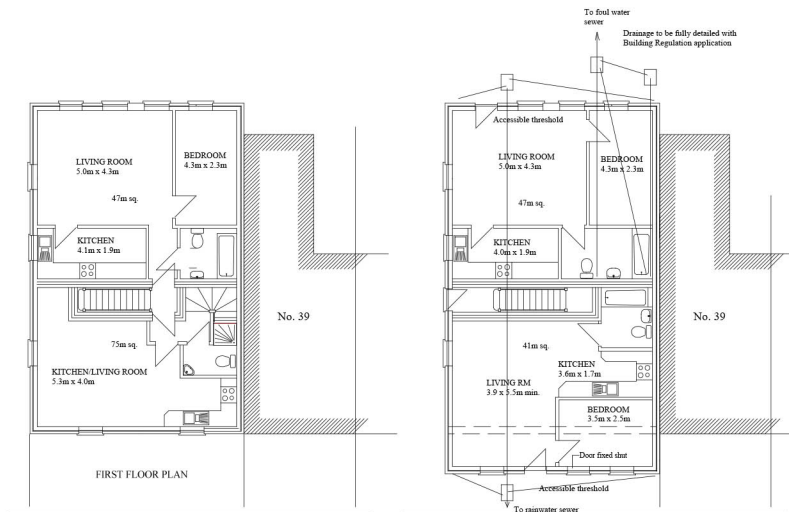 LIVING ROOM
5.0m x 4.3m
BEDROOM
4.3m x 2.3m
47m sq.
KITCHEN
4.1m x 1.9m
75m sq.
KITCHEN/LIVING ROOM
5.3m x 4.0m
No. 39
FIRST FLOOR PLAN
To foul water
sewer
Drainage to be fully detailed with
Building Regulation application
Accessible threshold
LIVING ROOM
5.0m x 4.3m
BEDROOM
4.3m x 2.3m
47m sq.
KITCHEN
4.0m x 1.9m
No. 39
41m sq.
KITCHEN
3.6m x 1.7m
LIVING RM
3.9 x 5.5m min.
BEDROOM
3.5m x 2.5m
Door fixed shut
Accessible threshold
To rainwater sewer